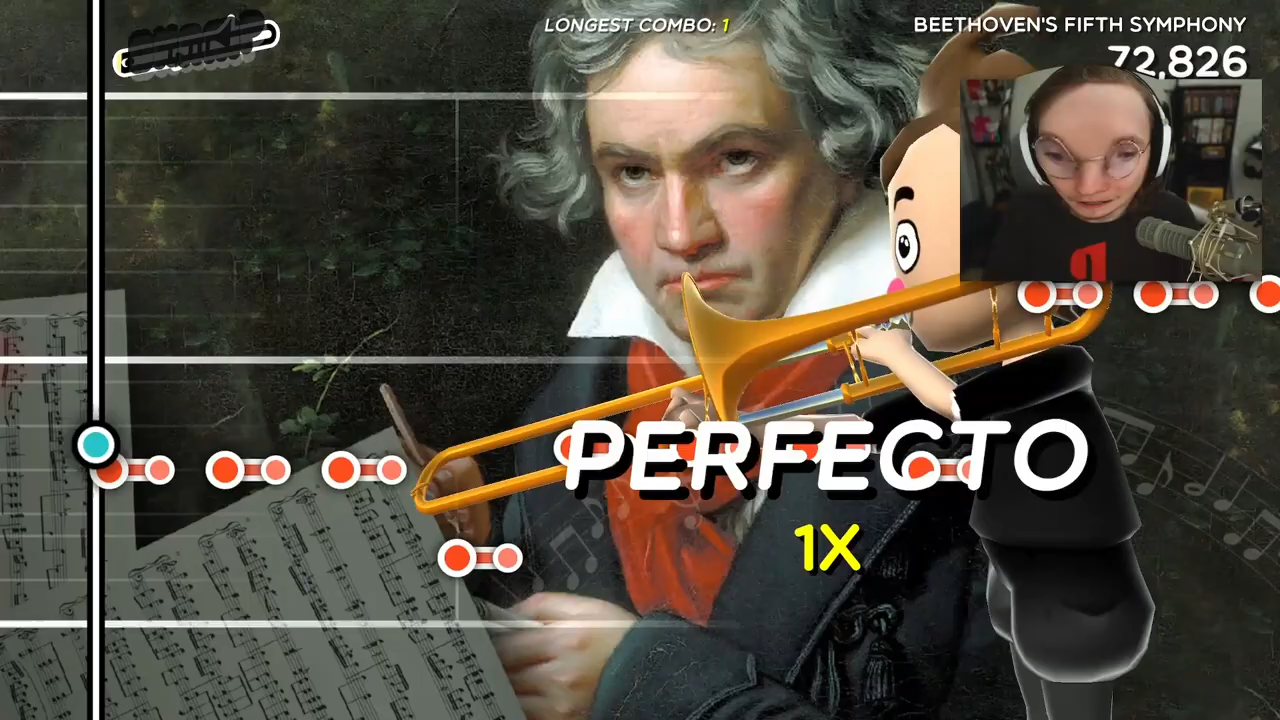 LONGEST COMBO: 1
BEETHOVEN'S FIFTH SYMPHONY
72,826
PERFECTO
1X